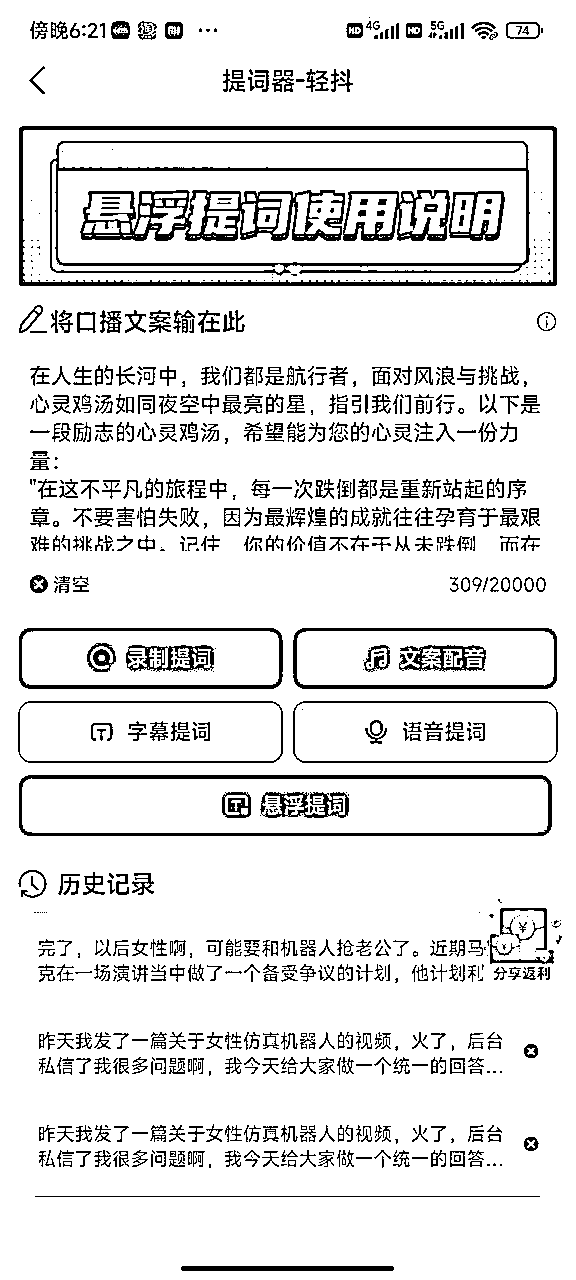 傍晚6:21 ··· HD 4G HD 5G 74
提词器-轻抖
悬浮提词使用说明
将口播文案输在此
在人生的长河中，我们都是航行者，面对风浪与挑战，
心灵鸡汤如同夜空中最亮的星，指引我们前行。以下是
一段励志的心灵鸡汤，希望能为您的心灵注入一份力
量：
"在这不平凡的旅程中，每一次跌倒都是重新站起的序
章。不要害怕失败，因为最辉煌的成就往往孕育于最艰
难的挑战之中。记住，你的价值不在于从未跌倒，而在
清空 309/20000
录制提词 文案配音
字幕提词 语音提词
悬浮提词
历史记录
完了，以后女性啊，可能要和机器人抢老公了。近期马
克在一场演讲当中做了一个备受争议的计划，他计划利
分享返利
昨天我发了一篇关于女性仿真机器人的视频，火了，后台
私信了我很多问题啊，我今天给大家做一个统一的回答...
昨天我发了一篇关于女性仿真机器人的视频，火了，后台
私信了我很多问题啊，我今天给大家做一个统一的回答...